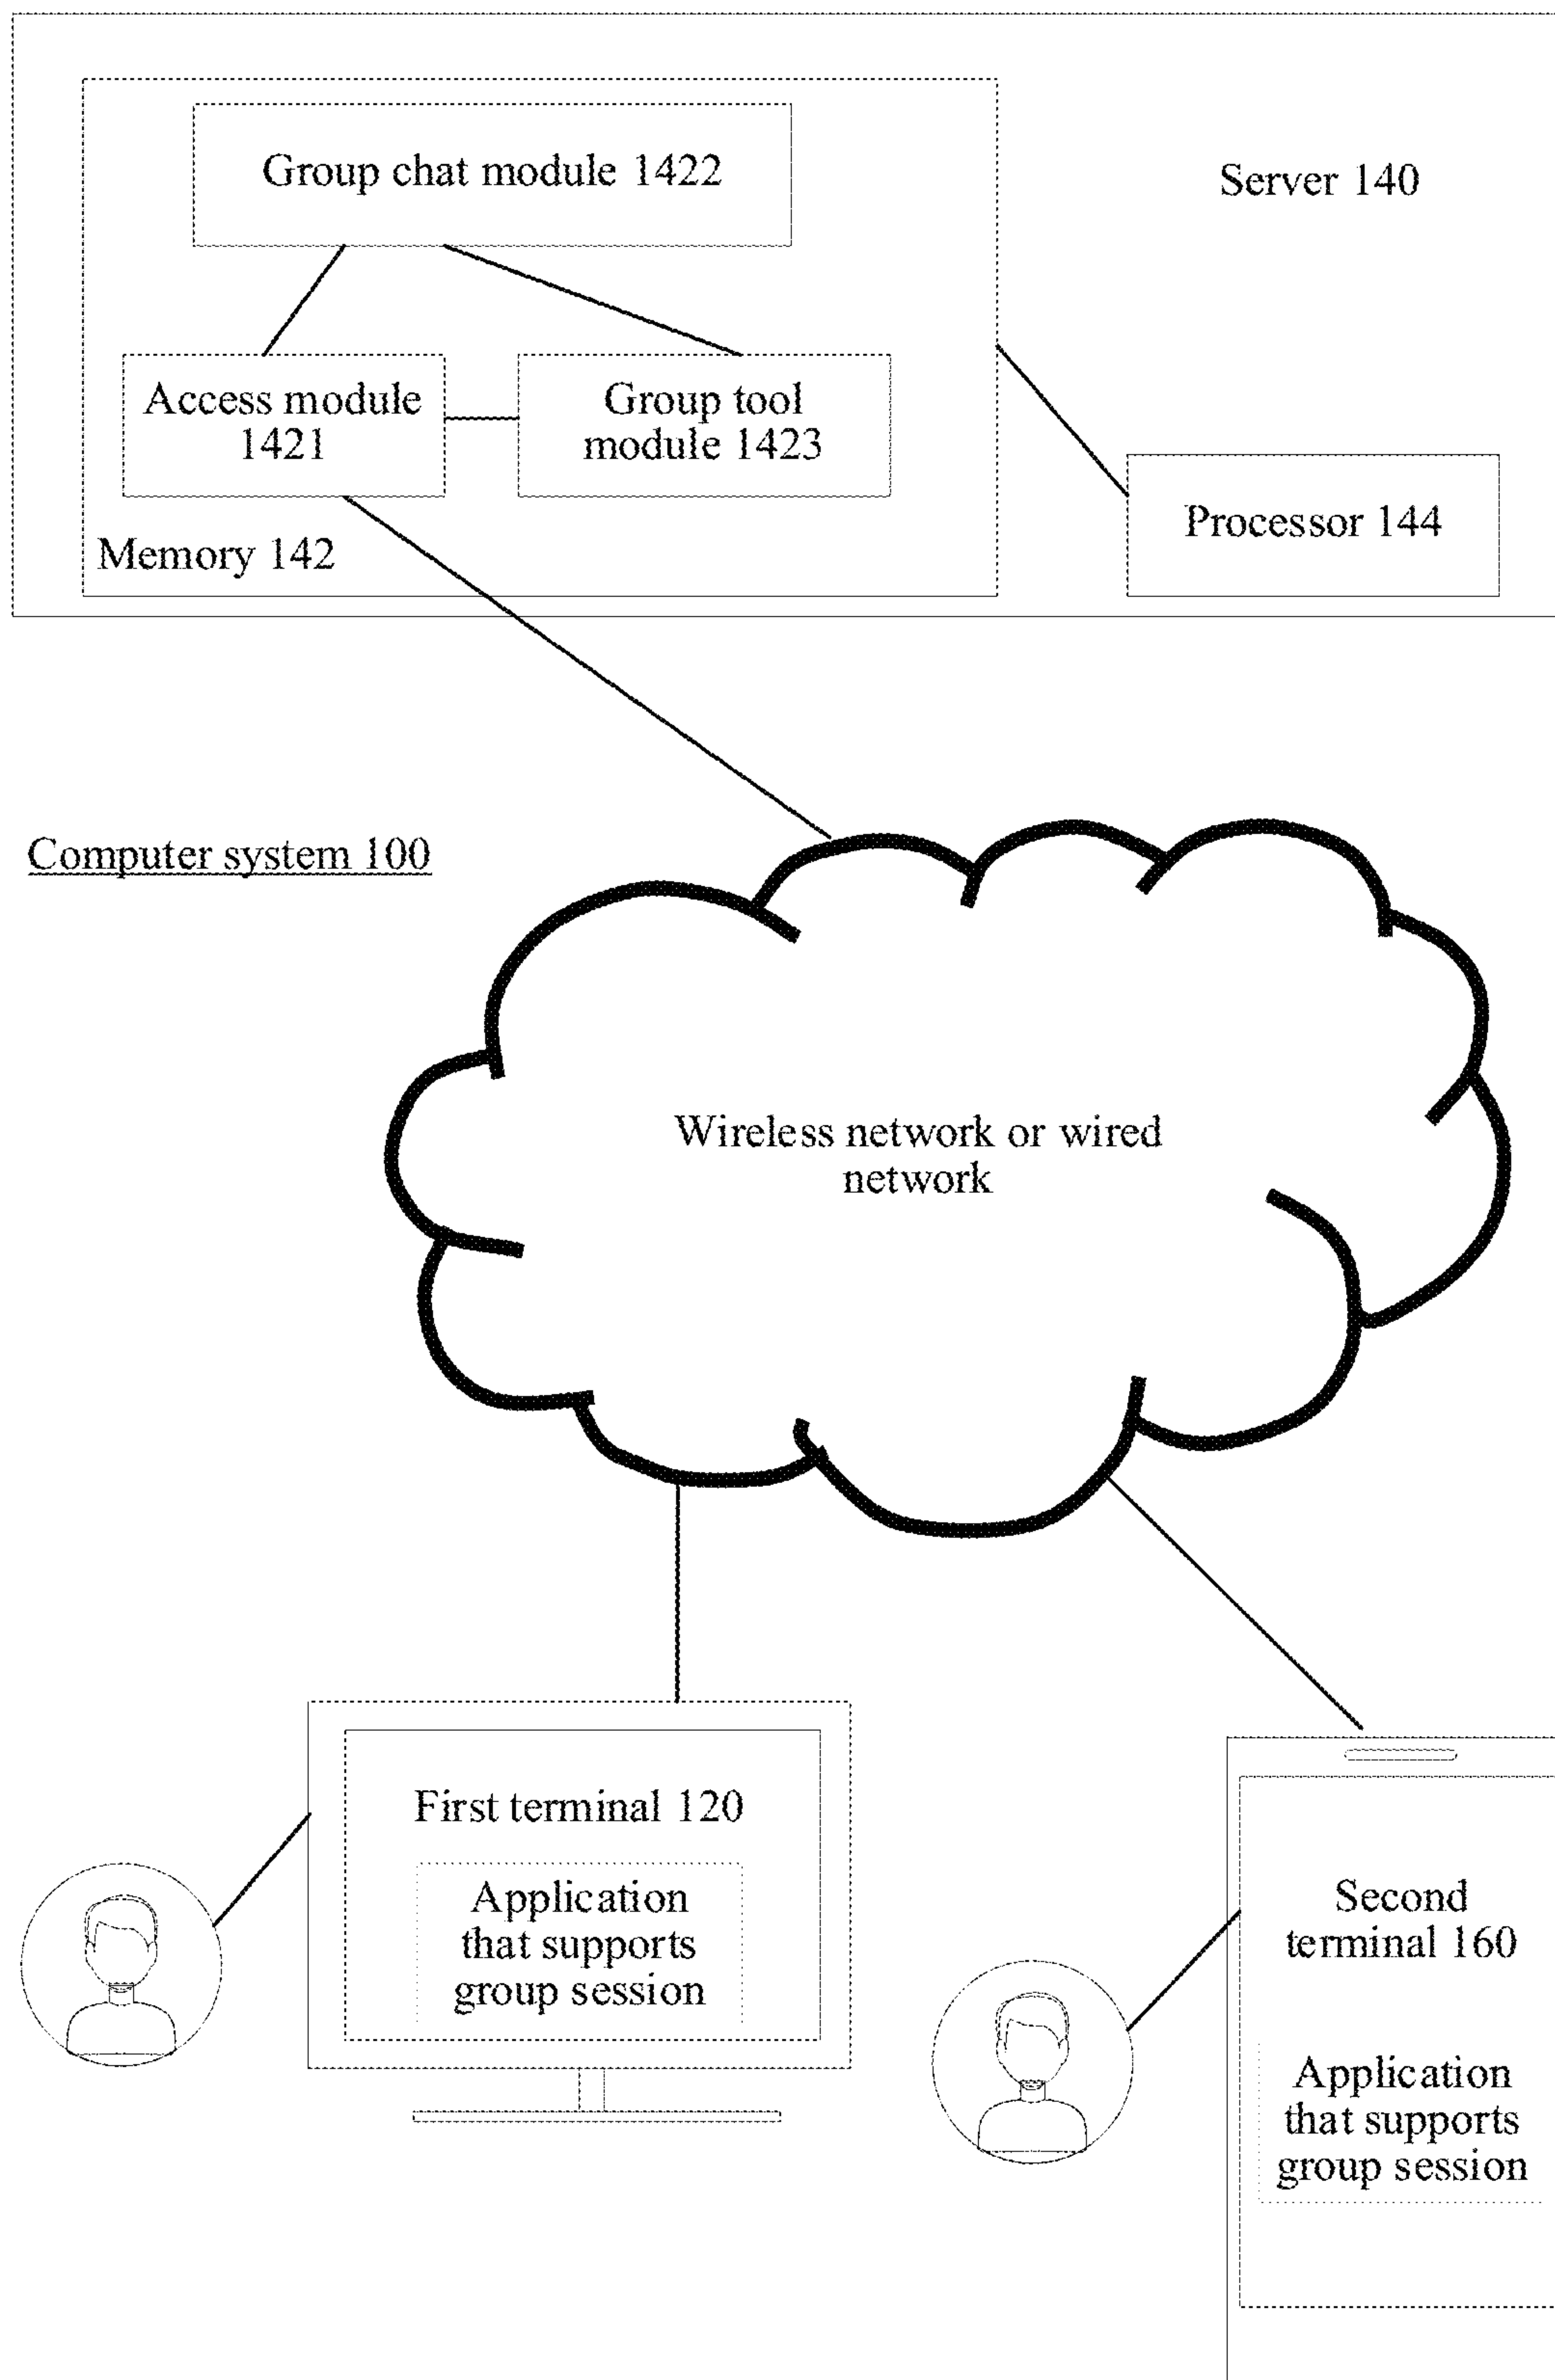 Group chat module 1422
Server 140
Access module
1421
Group tool
module 1423
Processor 144
Memory 142
Computer system 100
Wireless network or wired
network
First terminal 120
Application
that supports
group session
Second
terminal 160
Application
that supports
group session